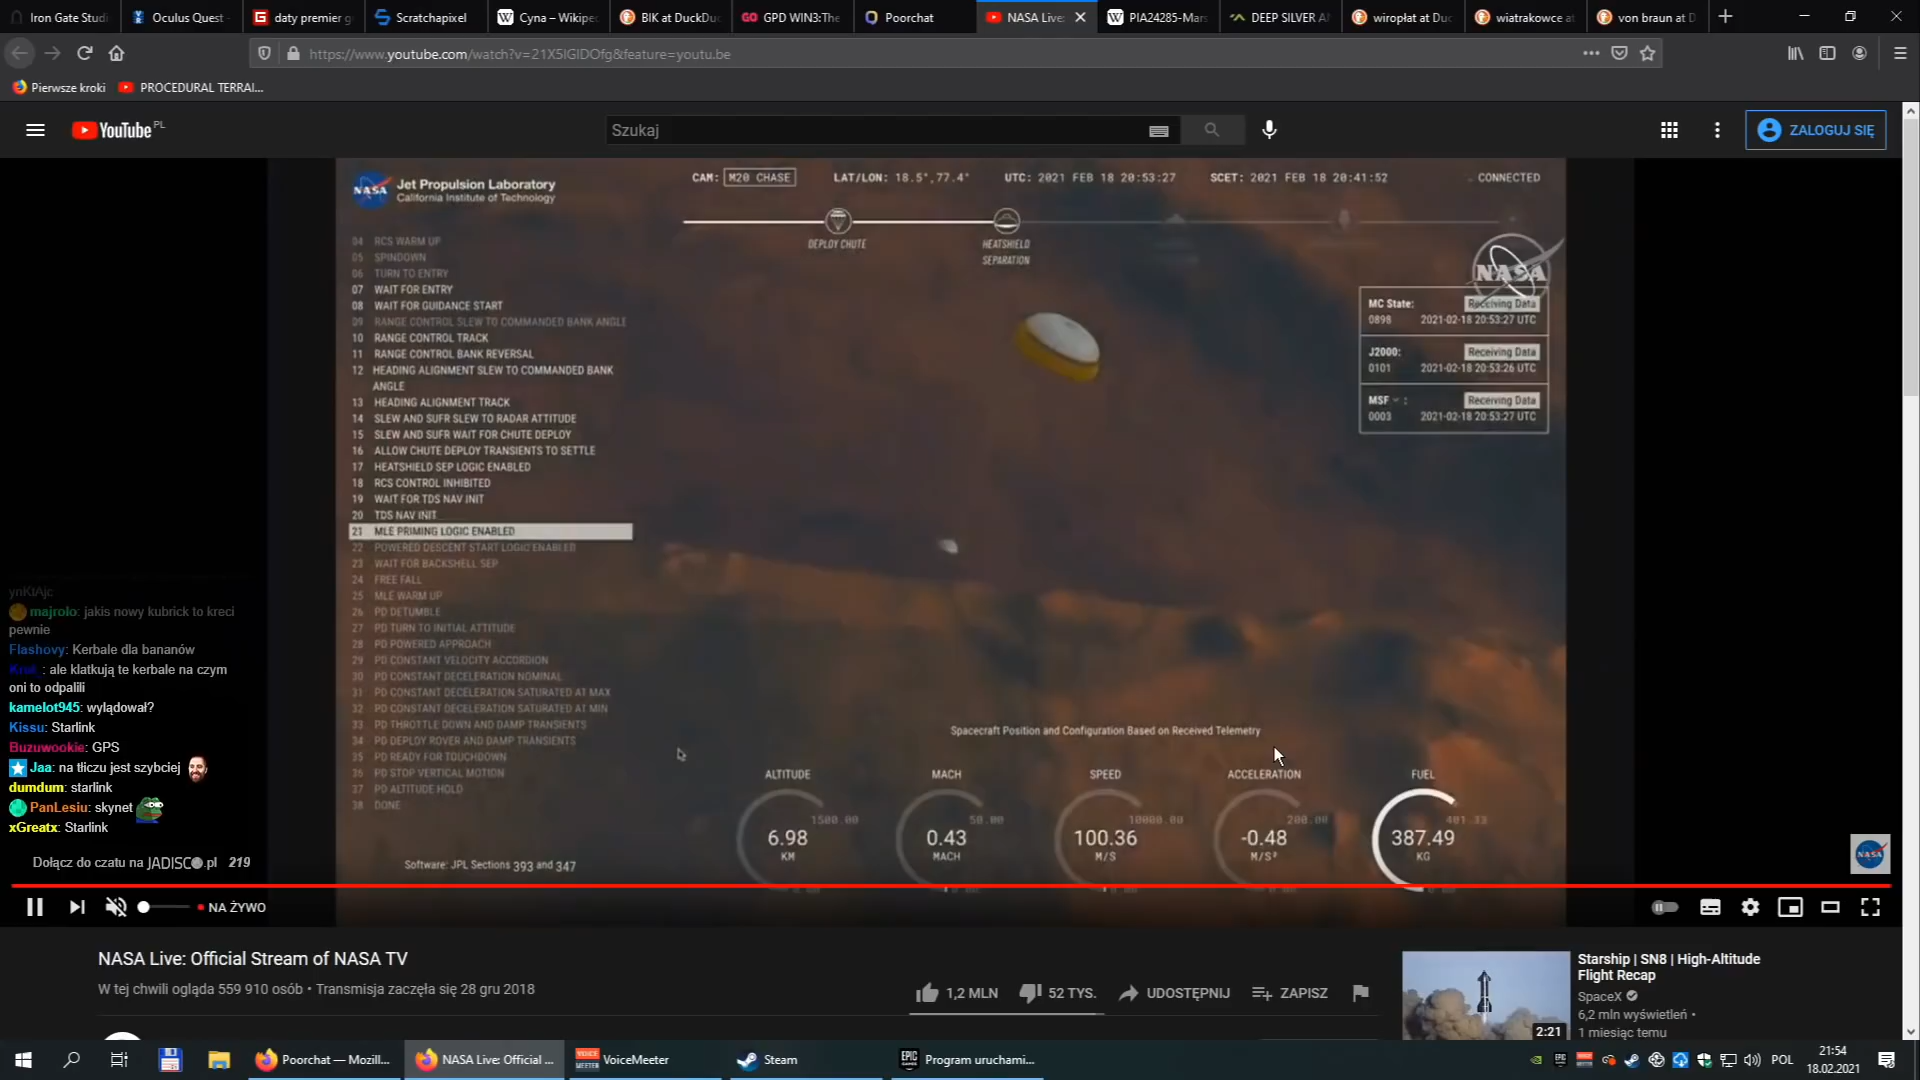 Iron Gate Studi
Oculus Quest -
daty premier g
Scratchapixel
Cyna – Wikipe
BIK at DuckDu
GPD WIN3:The
Poorchat
NASA Live:
PIA24285-Mars
DEEP SILVER A
wiropłat at Duc
wiatrakowce at
von braun at D
https://www.youtube.com/watch?v=21X5lGlDOfg&feature=youtu.be
Pierwsze kroki
PROCEDURAL TERRAI...
YouTube PL
Szukaj
ZALOGUJ SIĘ
NASA
Jet Propulsion Laboratory
California Institute of Technology
CAM: M20 CHASE
LAT/LON: 18.5°,77.4°
UTC: 2021 FEB 18 20:53:27
SCET: 2021 FEB 18 20:41:52
CONNECTED
DEPLOY CHUTE
HEATSHIELD
SEPARATION
NASA
MC State: Receiving Data
0898 2021-02-18 20:53:27 UTC
J2000: Receiving Data
0101 2021-02-18 20:53:26 UTC
MSF : Receiving Data
0003 2021-02-18 20:53:27 UTC
04 RCS WARM UP
05 SPINDOWN
06 TURN TO ENTRY
07 WAIT FOR ENTRY
08 WAIT FOR GUIDANCE START
09 RANGE CONTROL SLEW TO COMMANDED BANK ANGLE
10 RANGE CONTROL TRACK
11 RANGE CONTROL BANK REVERSAL
12 HEADING ALIGNMENT SLEW TO COMMANDED BANK
ANGLE
13 HEADING ALIGNMENT TRACK
14 SLEW AND SUFR SLEW TO RADAR ATTITUDE
15 SLEW AND SUFR WAIT FOR CHUTE DEPLOY
16 ALLOW CHUTE DEPLOY TRANSIENTS TO SETTLE
17 HEATSHIELD SEP LOGIC ENABLED
18 RCS CONTROL INHIBITED
19 WAIT FOR TDS NAV INIT
20 TDS NAV INIT
21 MLE PRIMING LOGIC ENABLED
22 POWERED DESCENT START LOGIC ENABLED
23 WAIT FOR BACKSHELL SEP
24 FREE FALL
25 MLE WARM UP
26 PD DETUMBLE
27 PD TURN TO INITIAL ATTITUDE
28 PD POWERED APPROACH
29 PD CONSTANT VELOCITY ACCORDION
30 PD CONSTANT DECELERATION NOMINAL
31 PD CONSTANT DECELERATION SATURATED AT MAX
32 PD CONSTANT DECELERATION SATURATED AT MIN
33 PD THROTTLE DOWN AND DAMP TRANSIENTS
34 PD DEPLOY ROVER AND DAMP TRANSIENTS
35 PD READY FOR TOUCHDOWN
36 PD STOP VERTICAL MOTION
37 PD ALTITUDE HOLD
38 DONE
Software: JPL Sections 393 and 347
Spacecraft Position and Configuration Based on Received Telemetry
ALTITUDE
1500.00
6.98
KM
MACH
50.00
0.43
MACH
SPEED
10000.00
100.36
M/S
ACCELERATION
200.00
-0.48
M/S²
FUEL
401.33
387.49
KG
ynKtAjc
majrolo: jakis nowy kubrick to kreci
pewnie
Flashovy: Kerbale dla bananów
: ale klatkują te kerbale na czym
oni to odpalili
kamelot945: wylądował?
Kissu: Starlink
Buzuwookie: GPS
Jaa: na tliczu jest szybciej
dumdum: starlink
PanLesiu: skynet
xGreatx: Starlink
Dołącz do czatu na JADISCO.pl 219
NASA
NA ŻYWO
NASA Live: Official Stream of NASA TV
W tej chwili ogląda 559 910 osób • Transmisja zaczęła się 28 gru 2018
1,2 MLN
52 TYS.
UDOSTĘPNIJ
ZAPISZ
Starship | SN8 | High-Altitude
Flight Recap
SpaceX
6,2 mln wyświetleń •
1 miesiąc temu
2:21
Poorchat — Mozill...
NASA Live: Official ...
VoiceMeeter
Steam
Program uruchami...
POL
21:54
18.02.2021